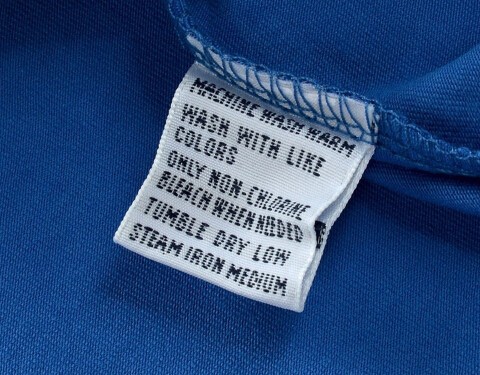 MACHINE WASH WARM
WASH WITH LIKE
COLORS
ONLY NON-CHLORINE
BLEACH WHEN NEEDED
TUMBLE DRY LOW
STEAM IRON MEDIUM